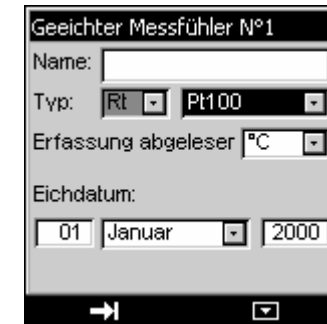 Geeichter Messfühler N°1
Name:
Typ: Rt Pt100
Erfassung abgeleser °C
Eichdatum:
01 Januar 2000